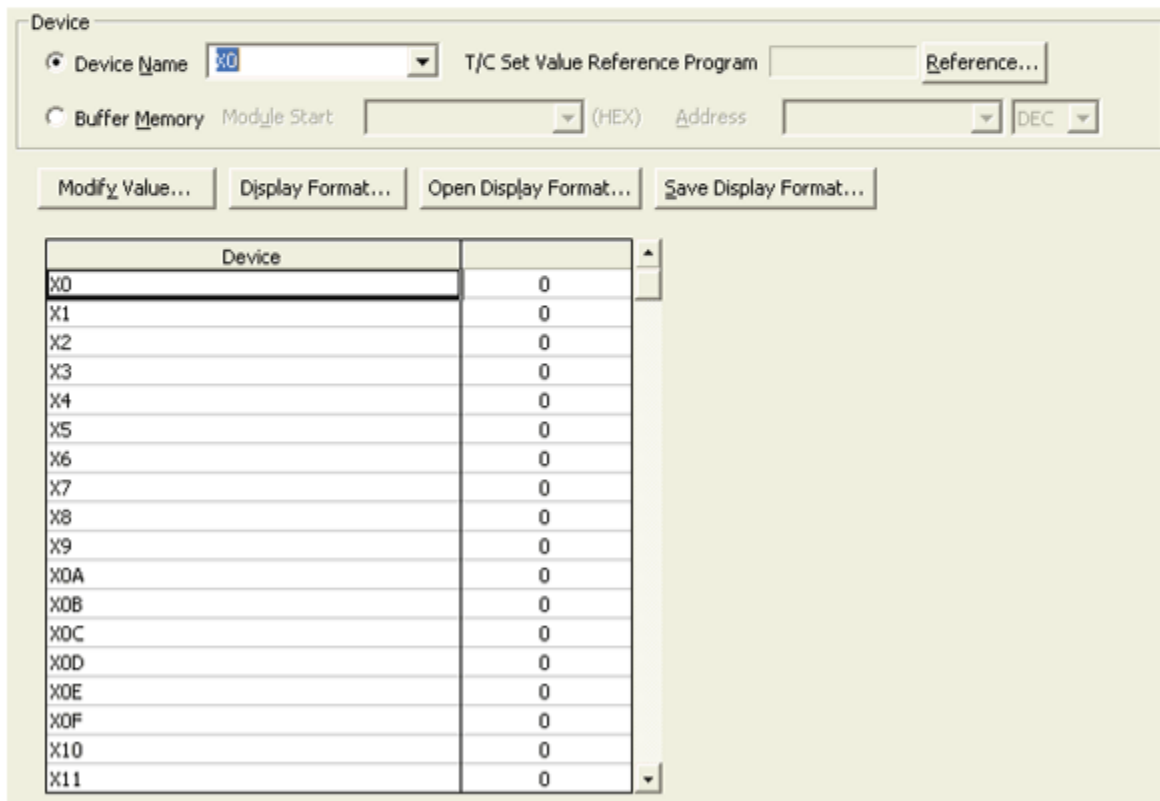 Device
Device Name X0 T/C Set Value Reference Program Reference...
Buffer Memory Module Start (HEX) Address DEC
Modify Value... Display Format... Open Display Format... Save Display Format...
Device
X0 0
X1 0
X2 0
X3 0
X4 0
X5 0
X6 0
X7 0
X8 0
X9 0
X0A 0
X0B 0
X0C 0
X0D 0
X0E 0
X0F 0
X10 0
X11 0